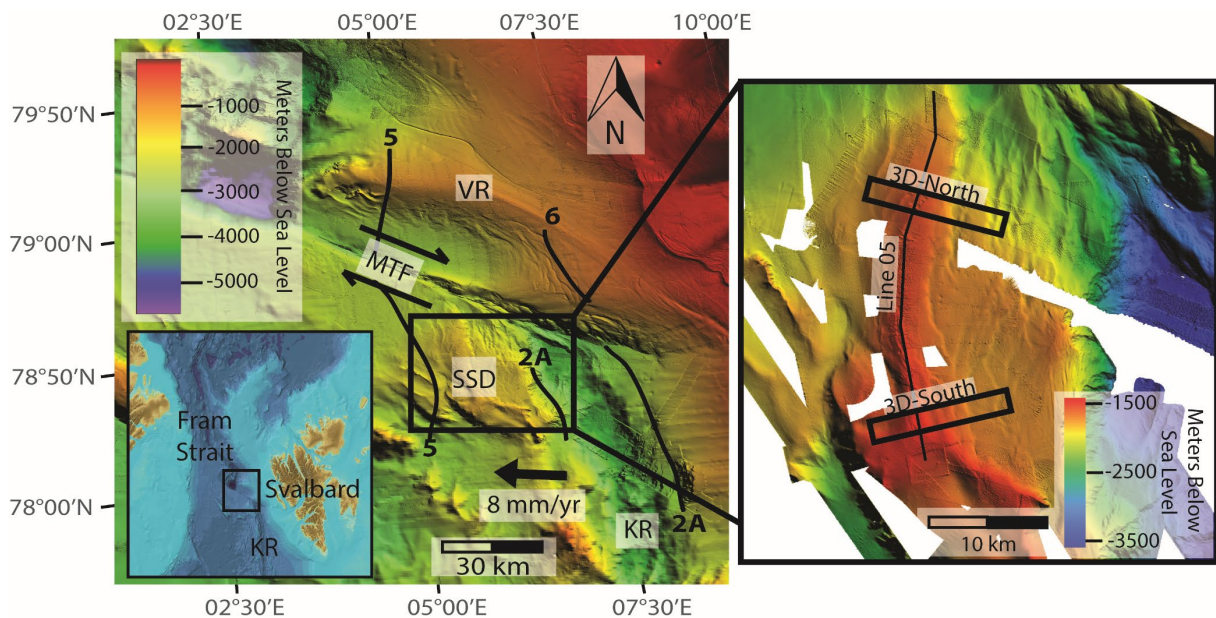 02°30′E 05°00′E 07°30′E 10°00′E
79°50′N
79°00′N
78°50′N
78°00′N
02°30′E 05°00′E 07°30′E
-1000
-2000
-3000
-4000
-5000
Meters Below Sea Level
N
5
VR
6
MTF
SSD
2A
5
8 mm/yr
KR
2A
30 km
Fram
Strait
Svalbard
KR
3D-North
Line 05
3D-South
10 km
-1500
-2500
-3500
Meters Below
Sea Level